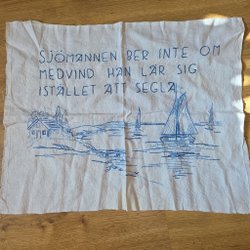 SJÖMANNEN BER INTE OM
MEDVIND HAN LÄR SIG
ISTÄLLET ATT SEGLA